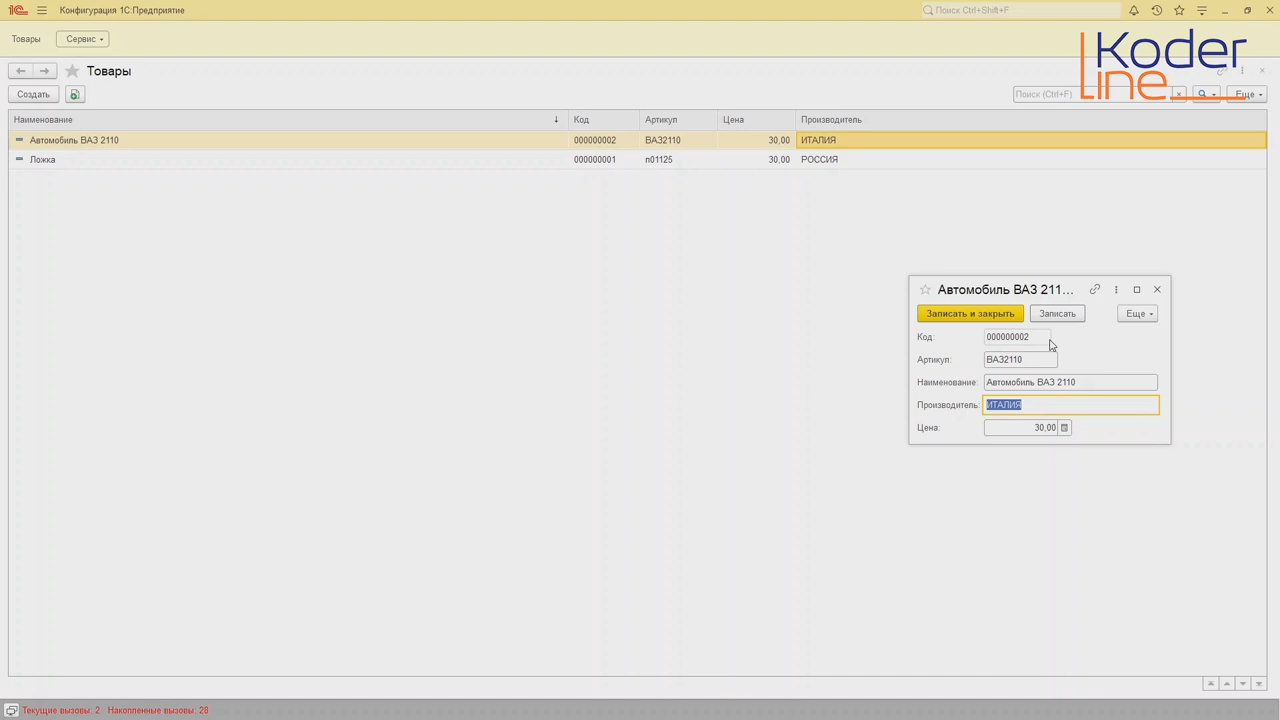 Конфигурация 1С:Предприятие
Поиск Ctrl+Shift+F
Товары
Сервис
Koder
line
Товары
Создать
Поиск (Ctrl+F)
Еще
Наименование
Код
Артикул
Цена
Производитель
Автомобиль ВАЗ 2110
000000002
ВАЗ2110
30,00
ИТАЛИЯ
Ложка
000000001
п01125
30,00
РОССИЯ
Автомобиль ВАЗ 211...
Записать и закрыть
Записать
Еще
Код:
000000002
Артикул:
ВАЗ2110
Наименование:
Автомобиль ВАЗ 2110
Производитель:
ИТАЛИЯ
Цена:
30,00
Текущие вызовы: 2
Накопленные вызовы: 28